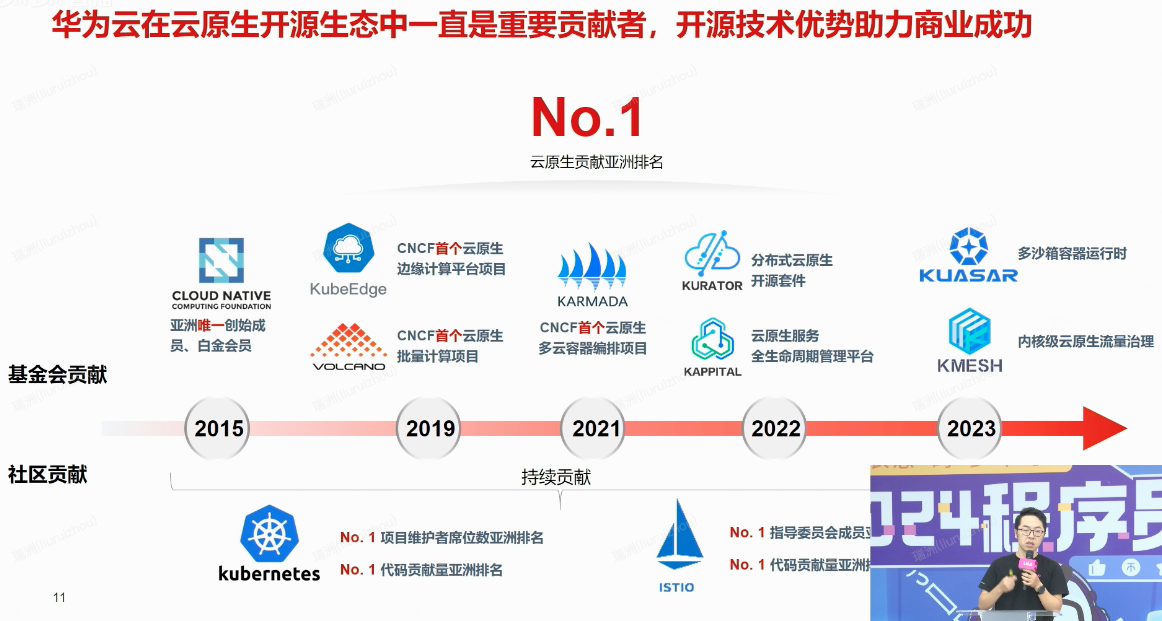 华为云在云原生开源生态中一直是重要贡献者，开源技术优势助力商业成功
No.1
云原生贡献亚洲排名
CLOUD NATIVE
COMPUTING FOUNDATION
亚洲唯一创始成
员、白金会员
KubeEdge
CNCF首个云原生
边缘计算平台项目
VOLCANO
CNCF首个云原生
批量计算项目
KARMADA
CNCF首个云原生
多云容器编排项目
KURATOR
分布式云原生
开源套件
KAPPITAL
云原生服务
全生命周期管理平台
KUASAR
多沙箱容器运行时
KMESH
内核级云原生流量治理
基金会贡献
2015
2019
2021
2022
2023
社区贡献
持续贡献
kubernetes
No. 1 项目维护者席位数亚洲排名
No. 1 代码贡献量亚洲排名
ISTIO
No. 1 指导委员会成员
No. 1 代码贡献量亚洲
024程序员
11
瑞洲(liuruizhou)